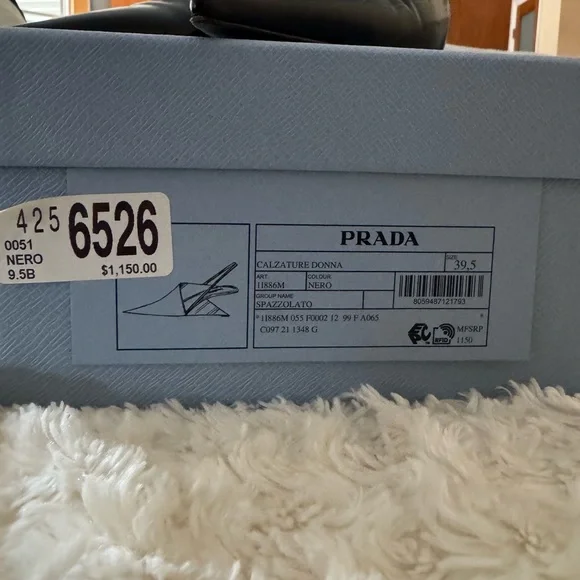 425 6526
0051
NERO
9.5B
$1,150.00
PRADA
CALZATURE DONNA
SIZE
39,5
ART.
COLOUR
1I886M
NERO
GROUP NAME
SPAZZOLATO
8059487121793
*1I886M 055 F0002 12 99 F A065 *
C097 21 1348 G
RFID
MFSRP
1150